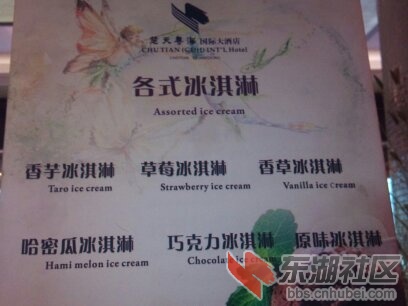 楚天粤海国际大酒店
CHU TIAN GUD INT'L Hotel
各式冰淇淋
Assorted ice cream
香芋冰淇淋 草莓冰淇淋 香草冰淇淋
Taro ice cream Strawberry ice cream Vanilla ice Cream
哈密瓜冰淇淋 巧克力冰淇淋 原味冰淇淋
Hami melon ice cream Chocolate ice
东湖社区
bbs.cnhubei.com